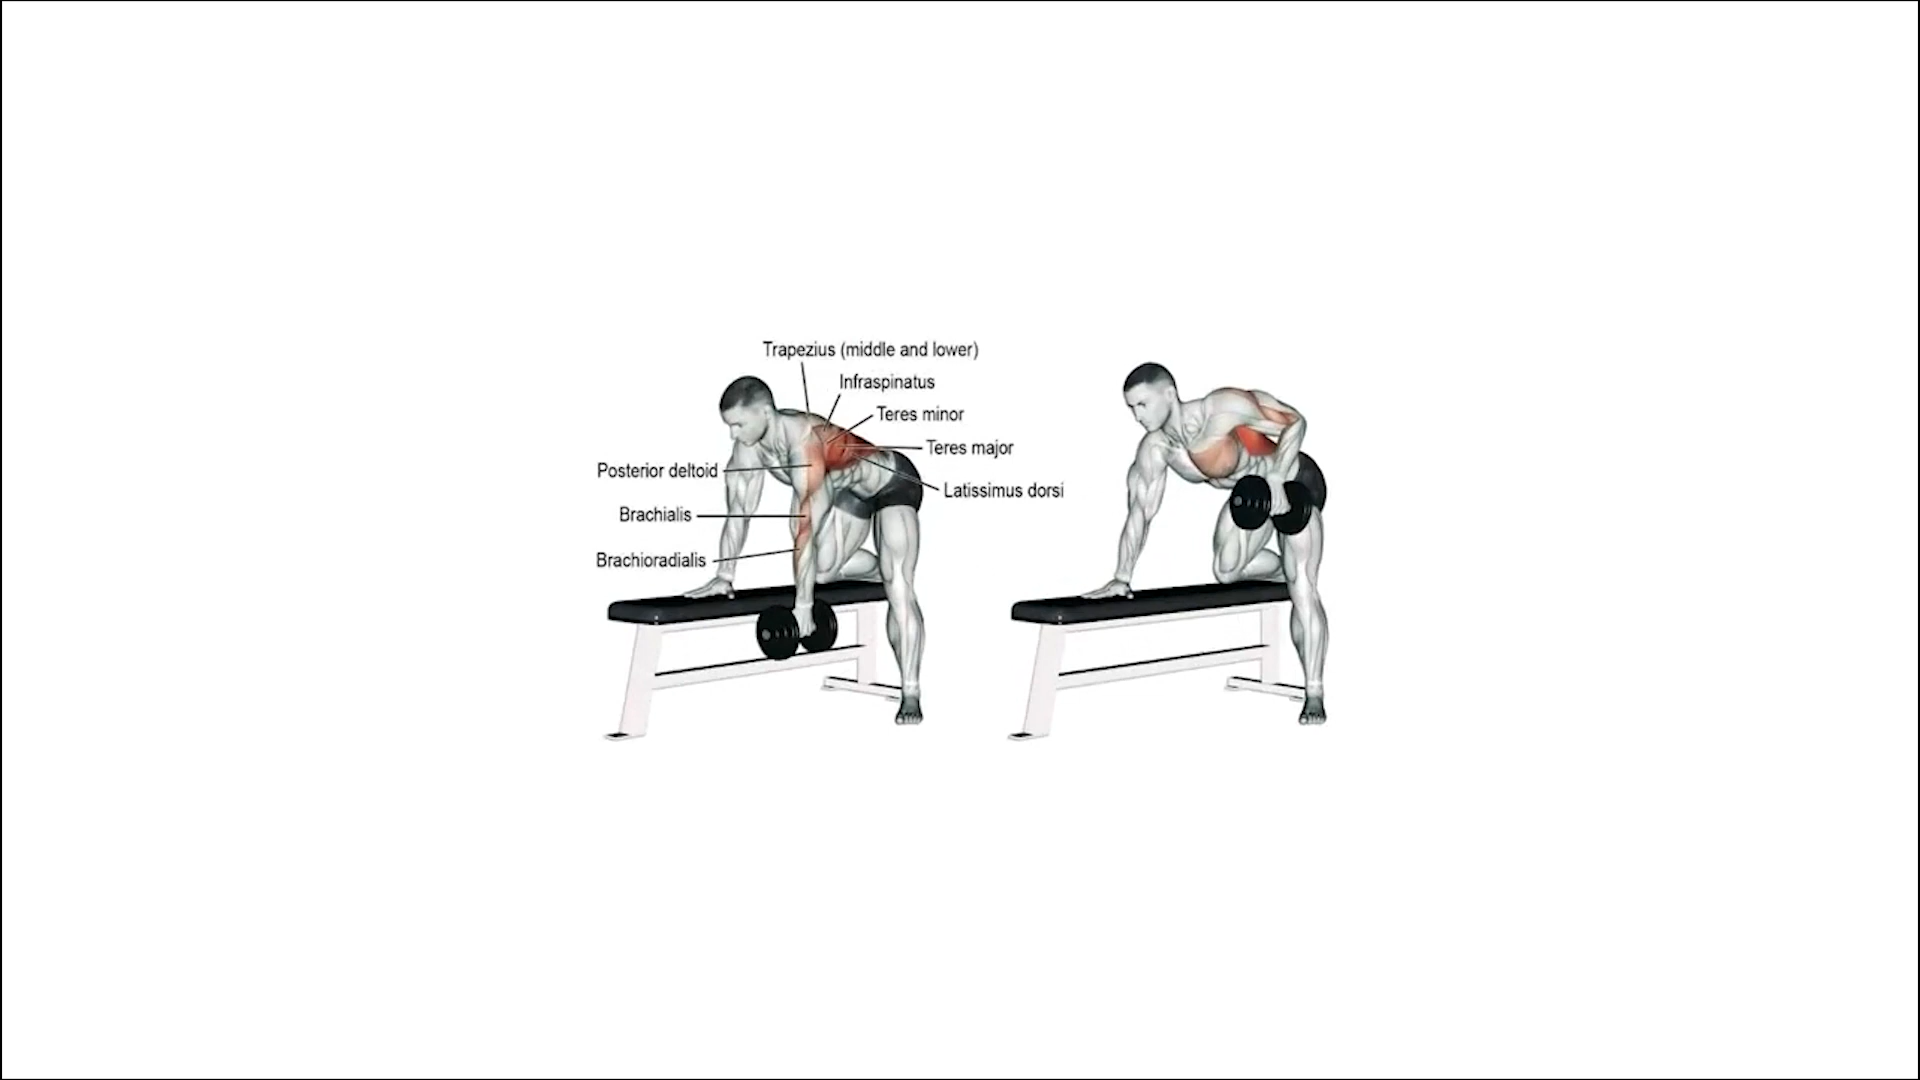 Trapezius (middle and lower)
Infraspinatus
Teres minor
Teres major
Posterior deltoid
Latissimus dorsi
Brachialis
Brachioradialis